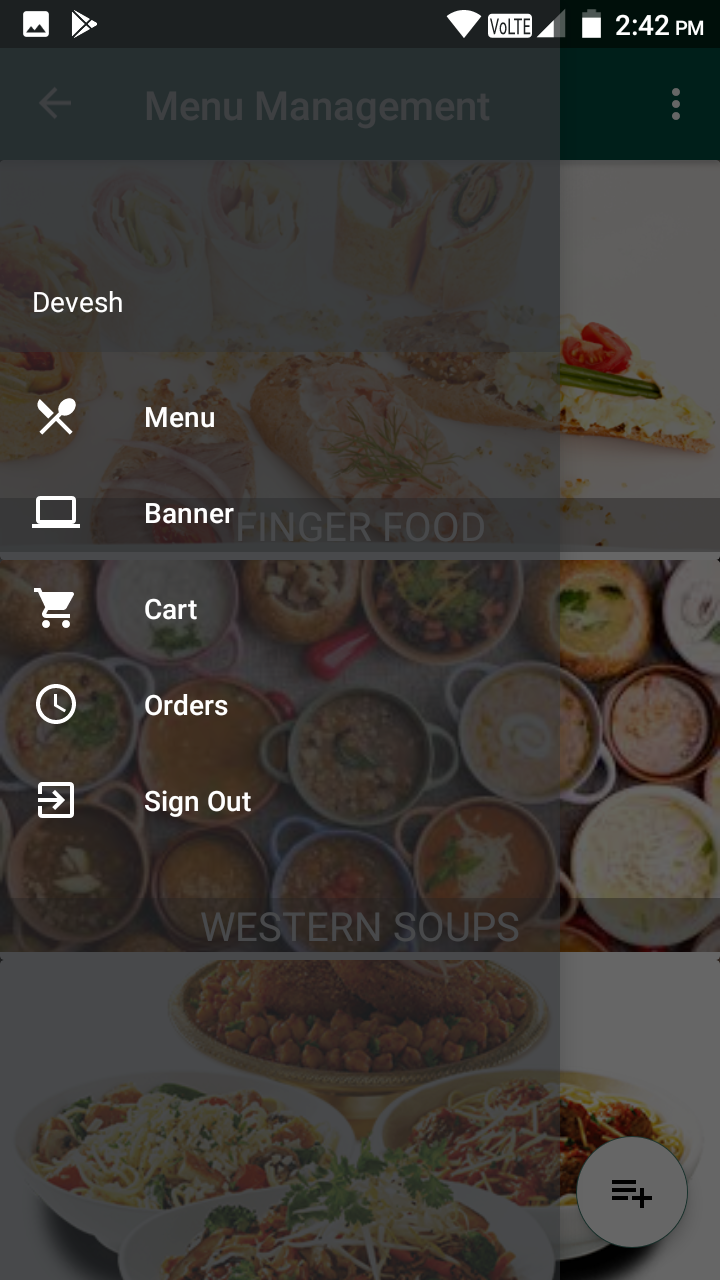 VoLTE 2:42 PM
Menu Management
Devesh
Menu
Banner
FINGER FOOD
Cart
Orders
Sign Out
WESTERN SOUPS